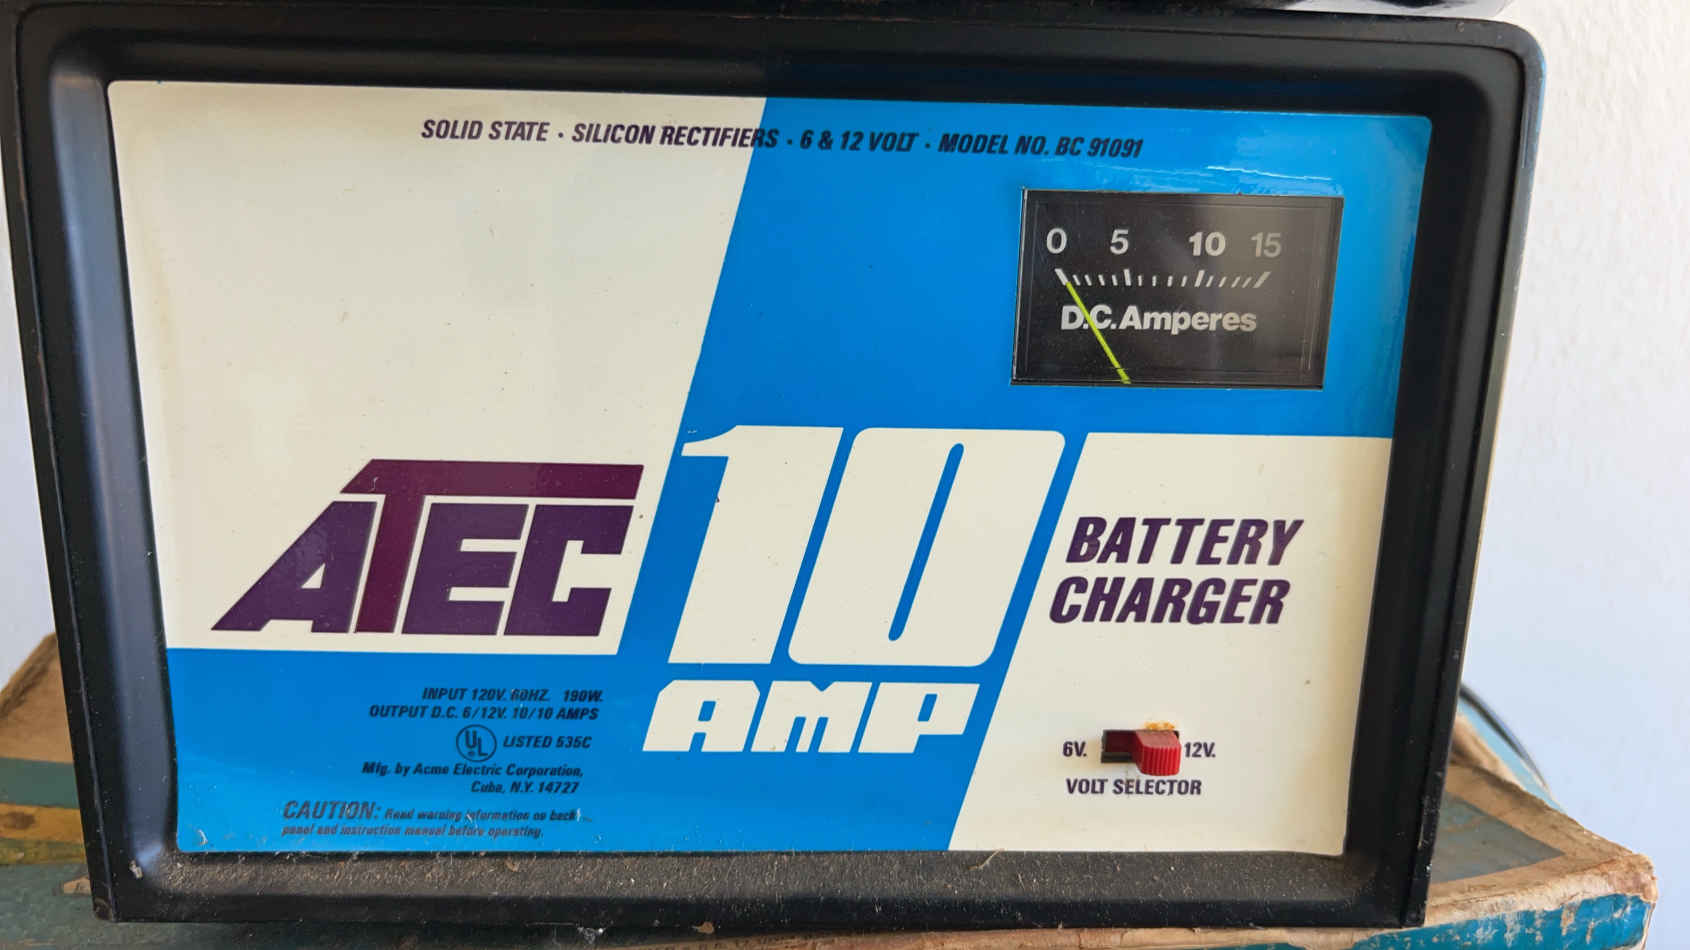 SOLID STATE · SILICON RECTIFIERS · 6 & 12 VOLT · MODEL NO. BC 91091
0 5 10 15
D.C. Amperes
ATEC
10
AMP
BATTERY
CHARGER
INPUT 120V. 60HZ. 190W.
OUTPUT D.C. 6/12V. 10/10 AMPS
UL LISTED 535C
Mfg. by Acme Electric Corporation,
Cuba, N.Y. 14727
CAUTION: Read warning information on back
panel and instruction manual before operating.
6V. 12V.
VOLT SELECTOR